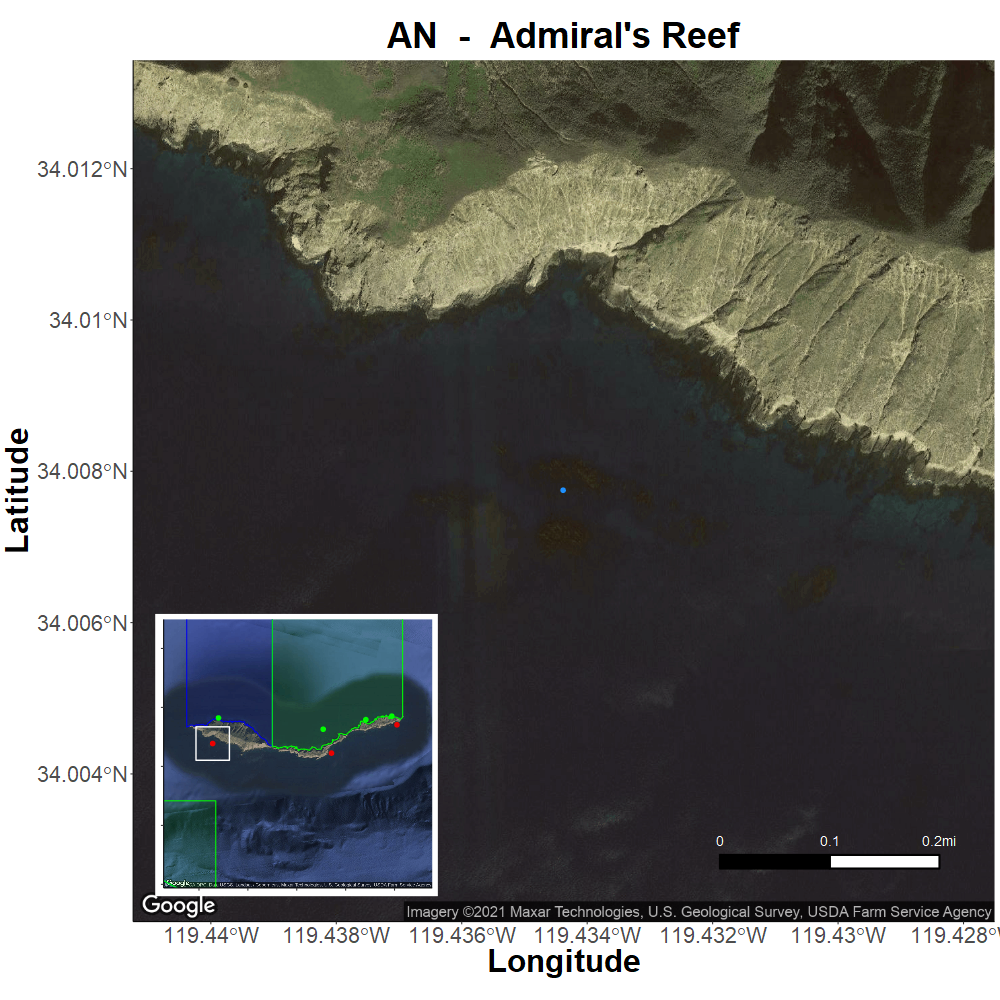 AN - Admiral's Reef
Latitude
34.012°N
34.01°N
34.008°N
34.006°N
34.004°N
0 0.1 0.2mi
Google
Google
Imagery ©2021 Maxar Technologies, U.S. Geological Survey, USDA Farm Service Agency
119.44°W 119.438°W 119.436°W 119.434°W 119.432°W 119.43°W 119.428°W
Longitude